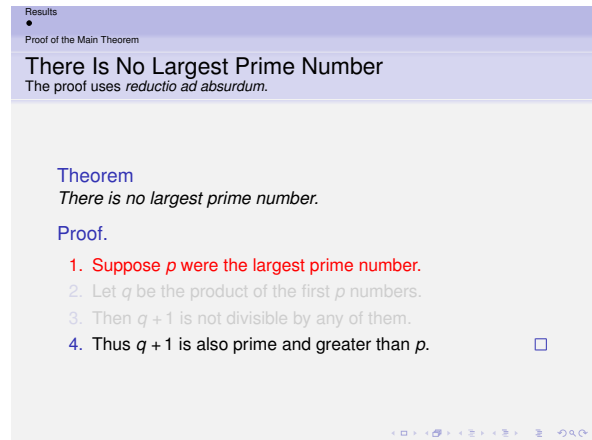 Results
Proof of the Main Theorem
There Is No Largest Prime Number
The proof uses reductio ad absurdum.
Theorem
There is no largest prime number.
Proof.
1. Suppose p were the largest prime number.
2. Let q be the product of the first p numbers.
3. Then q + 1 is not divisible by any of them.
4. Thus q + 1 is also prime and greater than p.